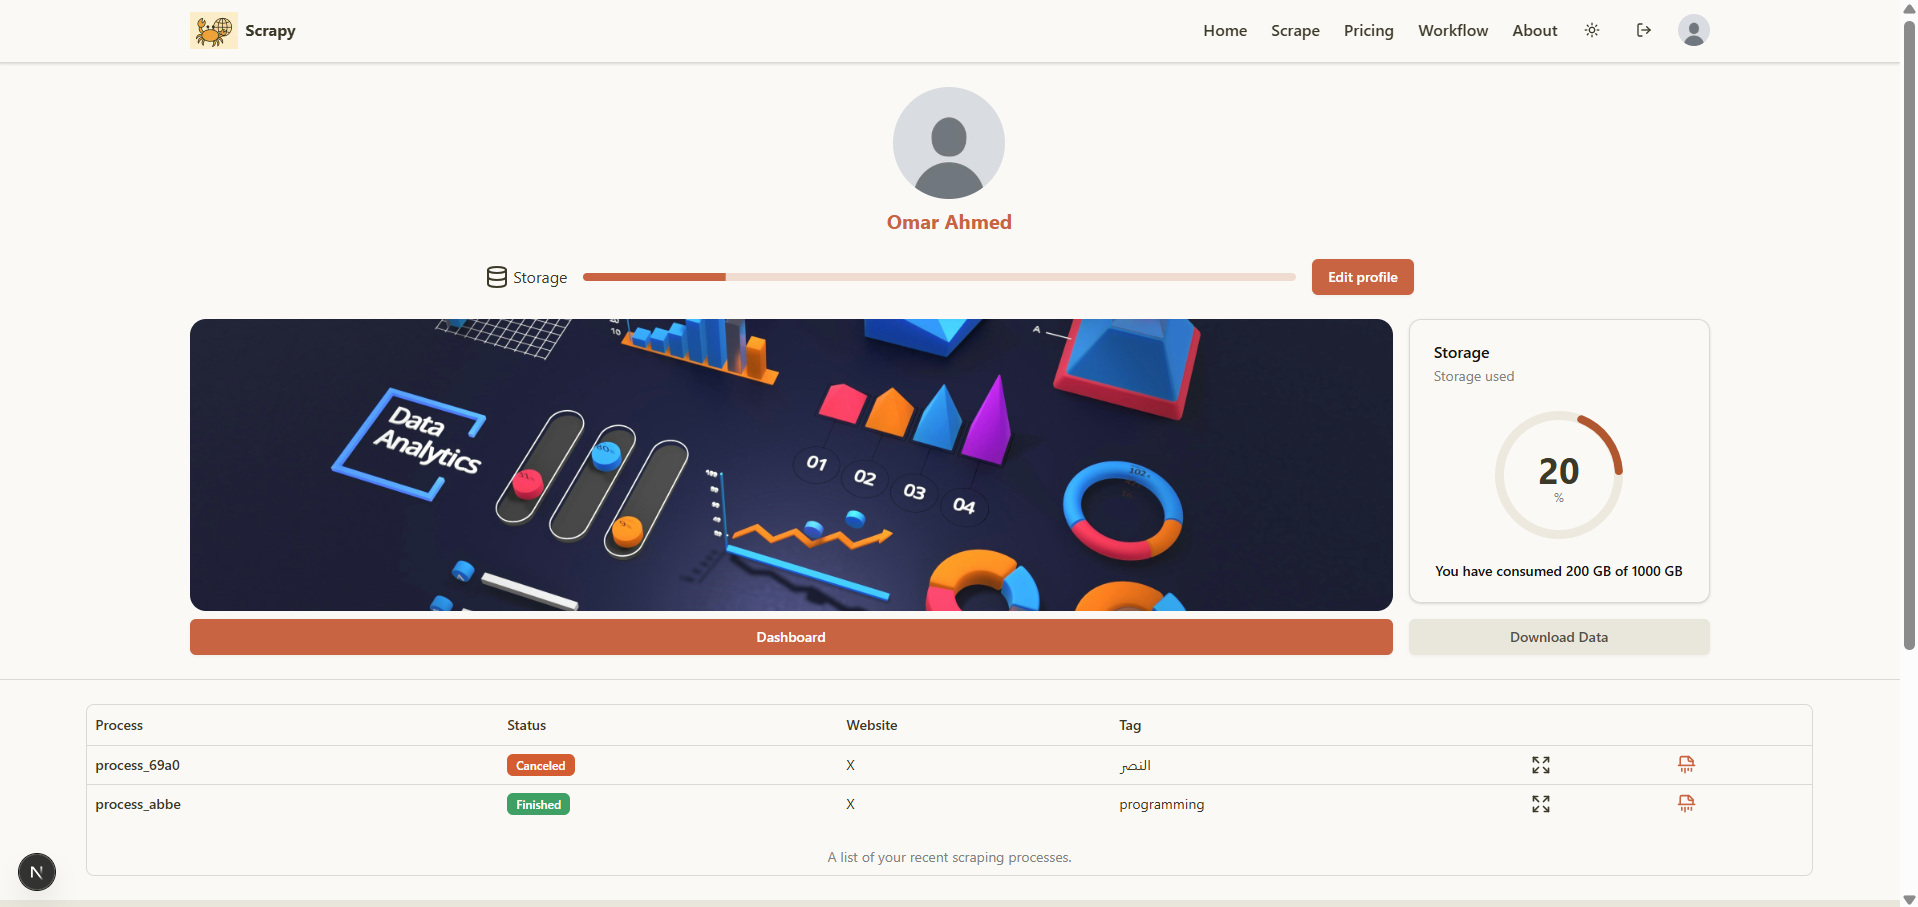 Scrapy
Home Scrape Pricing Workflow About
Omar Ahmed
Storage
Edit profile
Data
Analytics
10
A
01
02
03
04
Storage
Storage used
20
%
You have consumed 200 GB of 1000 GB
Dashboard
Download Data
Process Status Website Tag
process_69a0 Canceled X النصر
process_abbe Finished X programming
A list of your recent scraping processes.
N